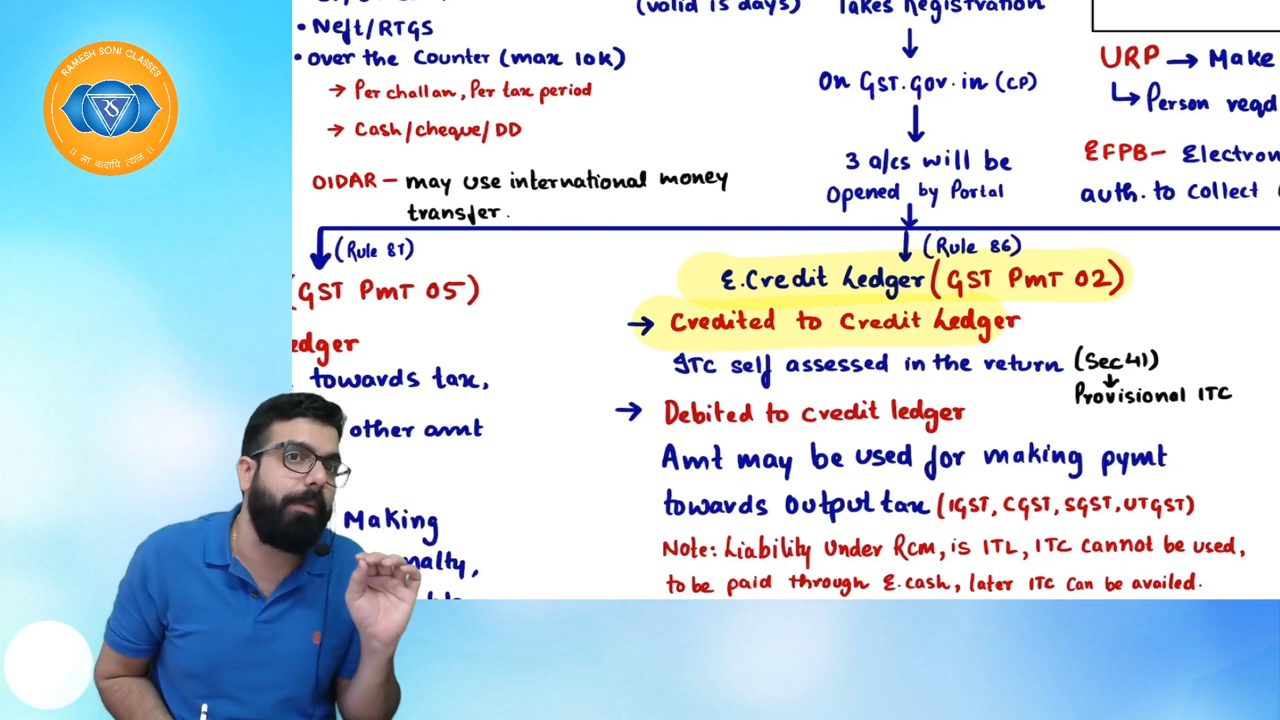 RAMESH SONI CLASSES
RS
॥ मा कदापि त्यज ॥
(valid 15 days)
Takes Registration
• Neft/RTGS
• Over the Counter (max 10k)
→ Per challan, Per tax period
→ Cash/cheque/DD
OIDAR – may use international money
transfer.
On GST.gov.in (CP)
3 a/cs will be
Opened by Portal
URP → Make
Person reqd
EFPB – Electron
auth. to collect
(Rule 87)
(GST PMT 05)
edger
towards tax,
other amt
Making
nalty,
(Rule 86)
E.Credit Ledger (GST PMT 02)
→ Credited to Credit Ledger
ITC self assessed in the return (Sec 41)
Provisional ITC
→ Debited to credit ledger
Amt may be used for making pymt
towards Output tax (IGST, CGST, SGST, UTGST)
Note: Liability Under RCM, is ITL, ITC cannot be used,
to be paid through E.cash, later ITC can be availed.